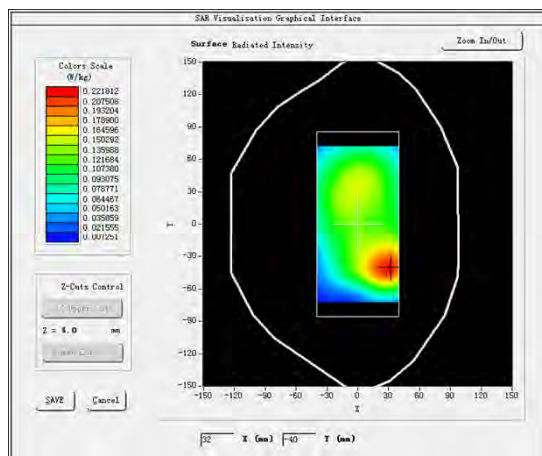 SAR Visualisation Graphical Interface
Surface Radiated Intensity
Zoom In/Out
Colors Scale
(W/kg)
0.221812
0.207508
0.193204
0.178900
0.164596
0.150292
0.135988
0.121684
0.107380
0.093075
0.078771
0.064467
0.050163
0.035859
0.021555
0.007251
150
120
90
60
30
0
-30
-60
-90
-120
-150
Y
-150 -120 -90 -60 -30 0 30 60 90 120 150
X
Z-Cuts Control
Z = 4.0 mm
SAVE
Cancel
32 X (mm) -40 Y (mm)